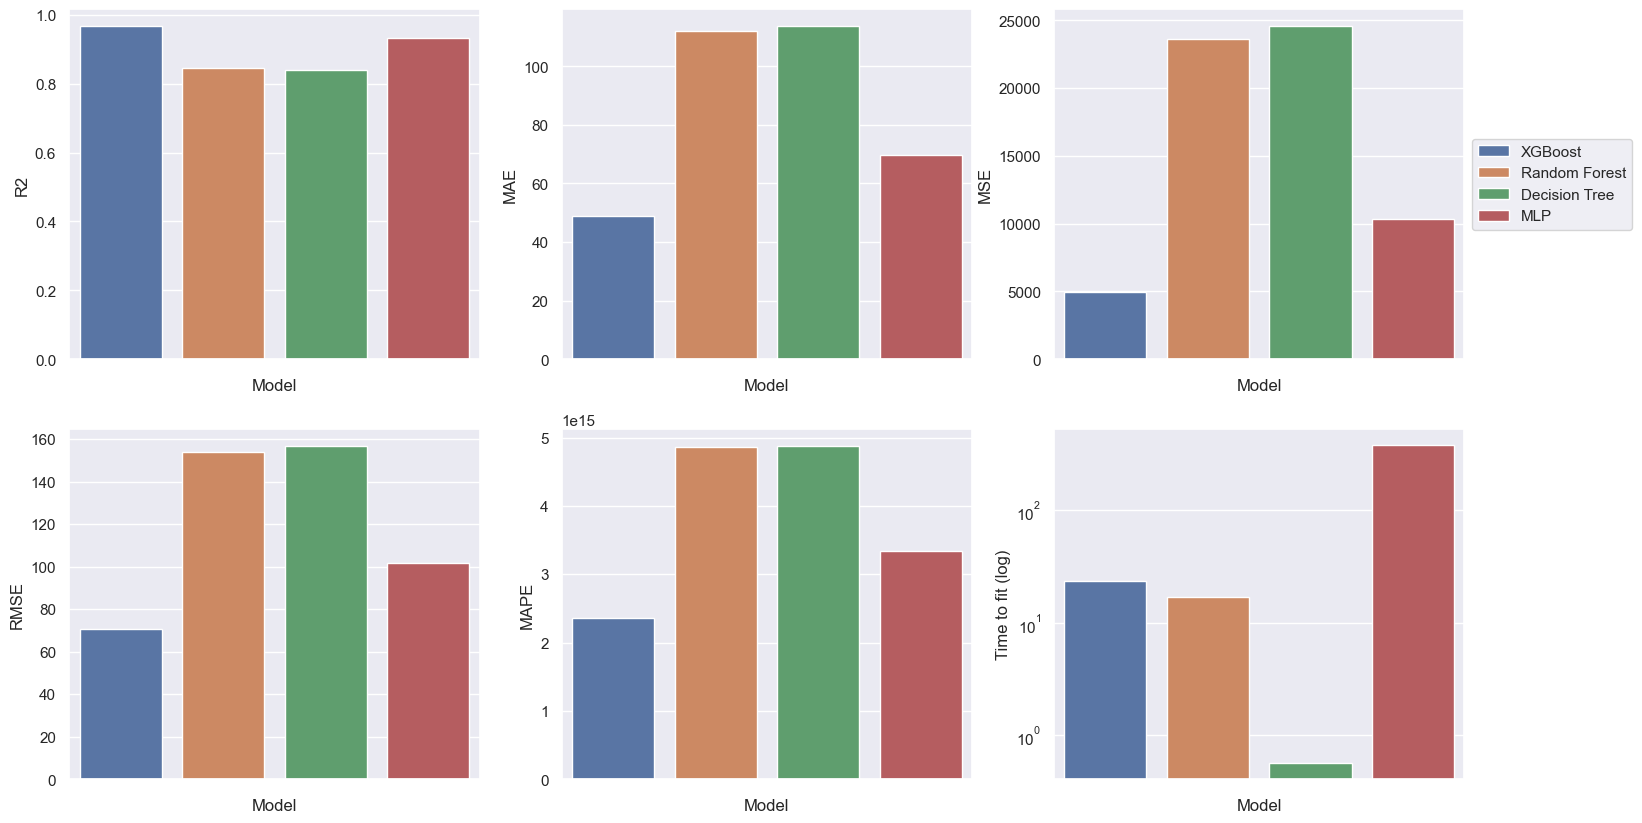 1.0
0.8
0.6
0.4
0.2
0.0
R2
Model
100
80
60
40
20
0
MAE
Model
25000
20000
15000
10000
5000
0
MSE
Model
XGBoost
Random Forest
Decision Tree
MLP
160
140
120
100
80
60
40
20
0
RMSE
Model
1e15
5
4
3
2
1
0
MAPE
Model
10²
10¹
10⁰
Time to fit (log)
Model